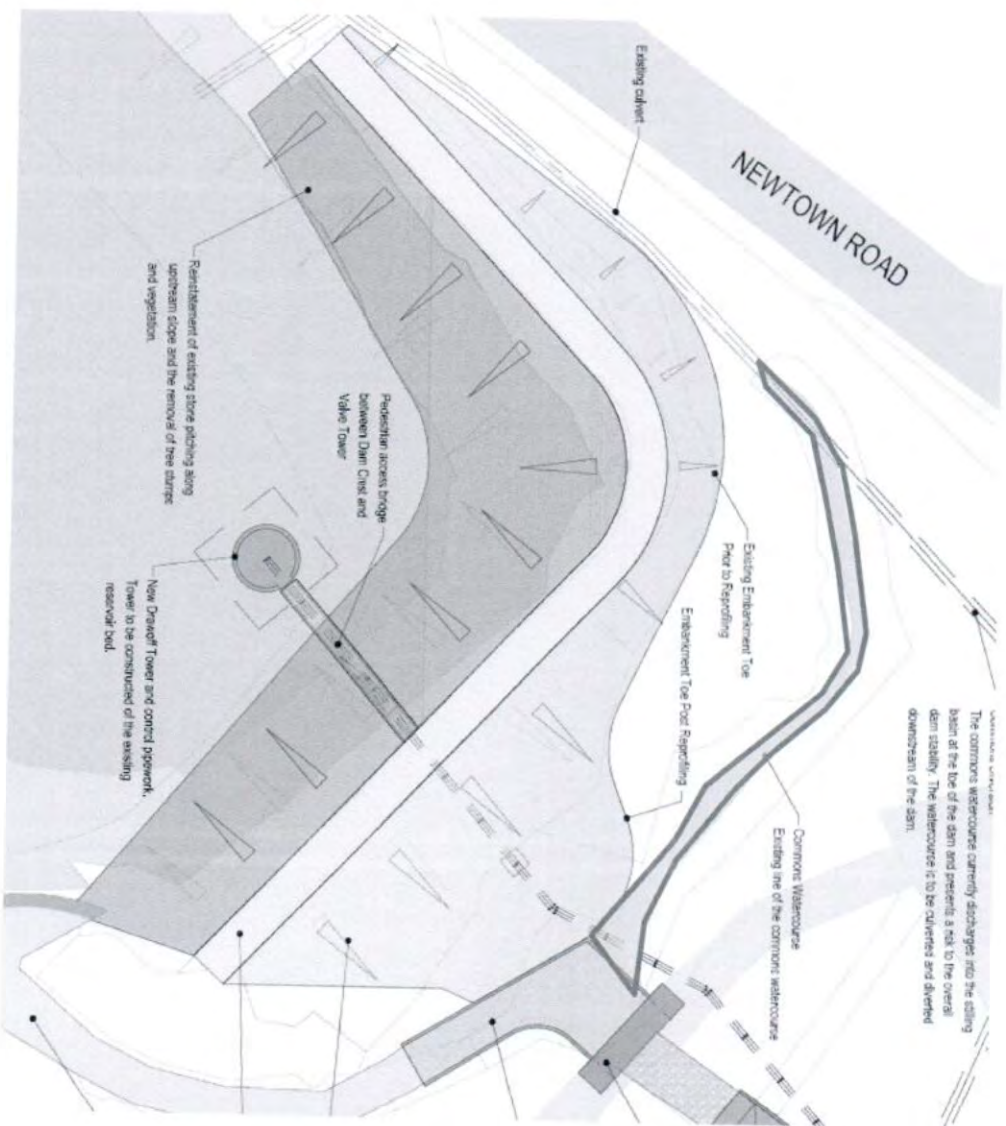 NEWTOWN ROAD
Existing culvert
The commons watercourse currently discharges into the stilling
basin at the toe of the dam and presents a risk to the overall
dam stability. The watercourse is to be culverted and diverted
downstream of the dam.
Commons Watercourse
Existing line of the commons watercourse
Existing Embankment Toe
Prior to Reprofiling
Embankment Toe Post Reprofiling
Pedestrian access bridge
between Dam Crest and
Valve Tower
Reinstatement of existing stone pitching along
upstream slope and the removal of tree stumps
and vegetation.
New Drawoff Tower and control pipework.
Tower to be constructed of the existing
reservoir bed.